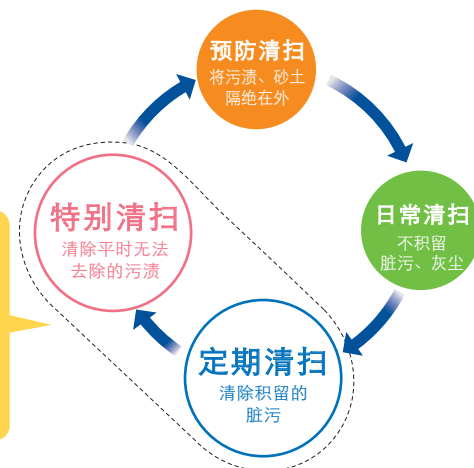 预防清扫
将污渍、砂土
隔绝在外
日常清扫
不积留
脏污、灰尘
定期清扫
清除积留的
脏污
特别清扫
清除平时无法
去除的污渍